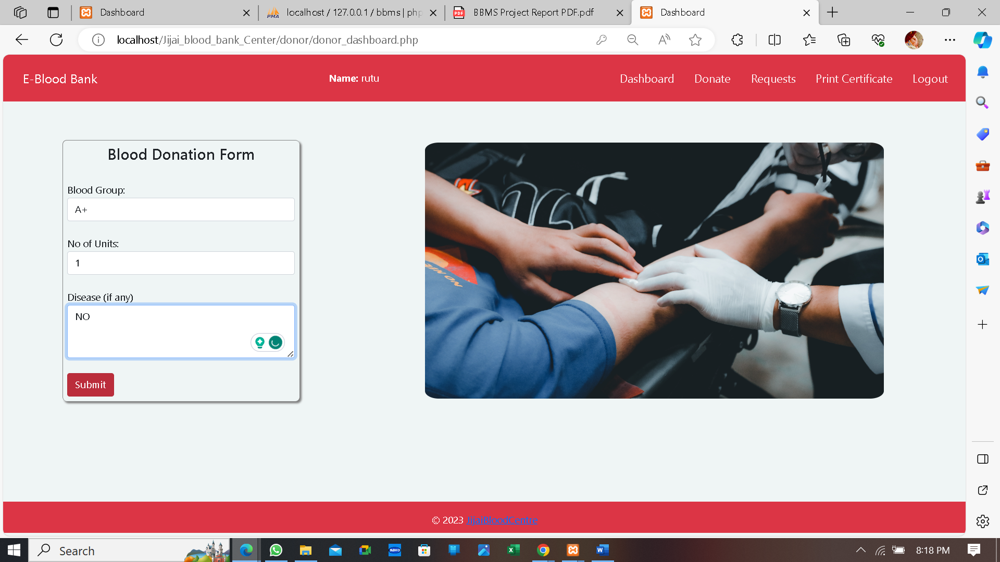 Dashboard
localhost / 127.0.0.1 / bbms | php
BBMS Project Report PDF.pdf
Dashboard
localhost/Jijai_blood_bank_Center/donor/donor_dashboard.php
E-Blood Bank
Name: rutu
Dashboard
Donate
Requests
Print Certificate
Logout
Blood Donation Form
Blood Group:
A+
No of Units:
1
Disease (if any)
NO
Submit
© 2023 JijaiBloodCentre
Search
8:18 PM